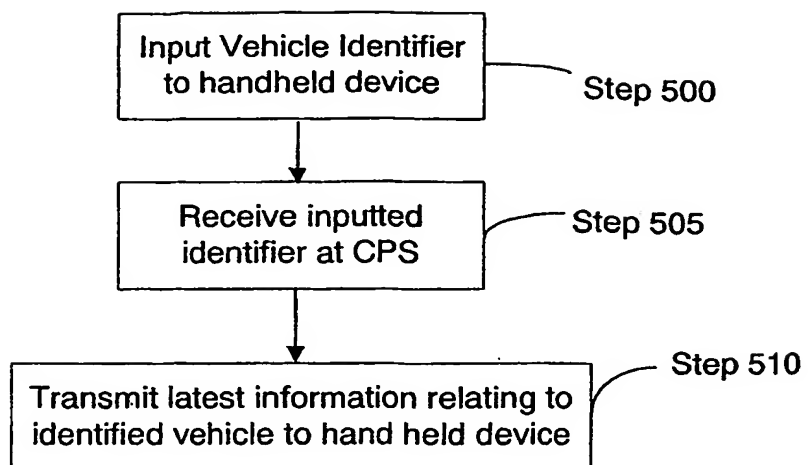 Input Vehicle Identifier
to handheld device
Step 500
Receive inputted
identifier at CPS
Step 505
Transmit latest information relating to
identified vehicle to hand held device
Step 510